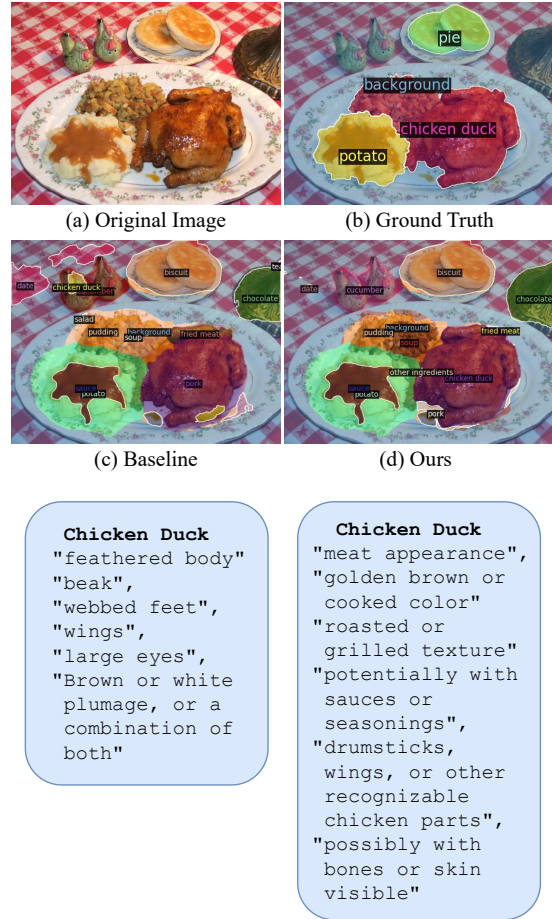 pie
background
chicken duck
potato
(a) Original Image
(b) Ground Truth
date
chicken duck
cucumber
biscuit
chocolate
salad
pudding
background
soup
fried meat
sauce
potato
pork
date
cucumber
biscuit
chocolate
background
pudding
soup
fried meat
other ingredients
chicken duck
sauce
potato
pork
(c) Baseline
(d) Ours
Chicken Duck
"feathered body"
"beak",
"webbed feet",
"wings",
"large eyes",
"Brown or white
plumage, or a
combination of
both"
Chicken Duck
"meat appearance",
"golden brown or
cooked color"
"roasted or
grilled texture"
"potentially with
sauces or
seasonings",
"drumsticks,
wings, or other
recognizable
chicken parts",
"possibly with
bones or skin
visible"